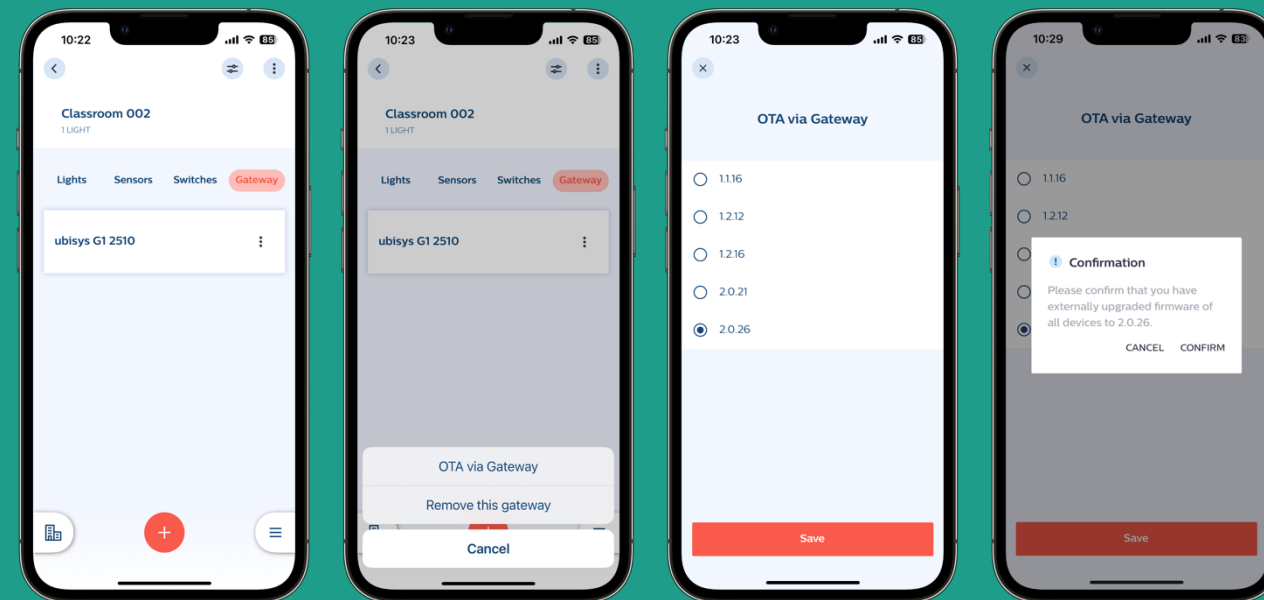 10:22
85
Classroom 002
1 LIGHT
Lights Sensors Switches Gateway
ubisys G1 2510
10:23
85
Classroom 002
1 LIGHT
Lights Sensors Switches Gateway
ubisys G1 2510
OTA via Gateway
Remove this gateway
Cancel
10:23
85
OTA via Gateway
1.1.16
1.2.12
1.2.16
2.0.21
2.0.26
Save
10:29
83
OTA via Gateway
1.1.16
1.2.12
Confirmation
Please confirm that you have
externally upgraded firmware of
all devices to 2.0.26.
CANCEL CONFIRM
Save